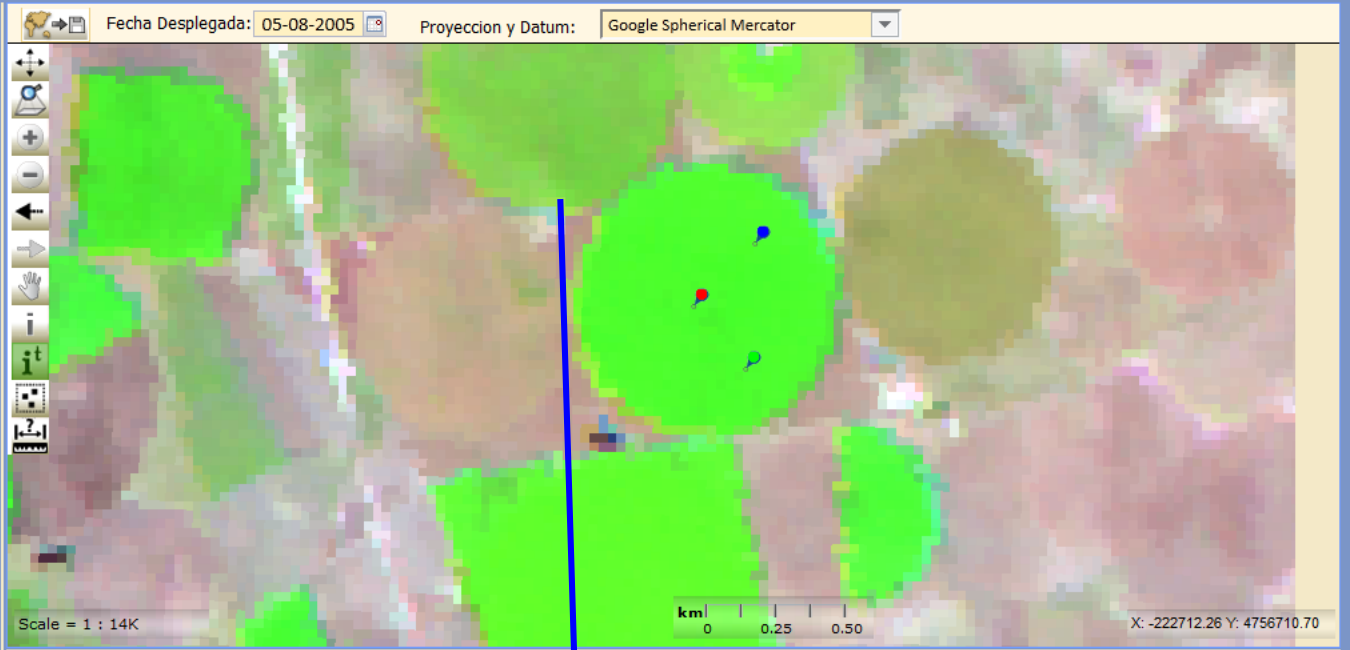 Fecha Desplegada: 05-08-2005 Proyeccion y Datum: Google Spherical Mercator
i
iᵗ
?
km
0 0.25 0.50
Scale = 1 : 14K
X: -222712.26 Y: 4756710.70